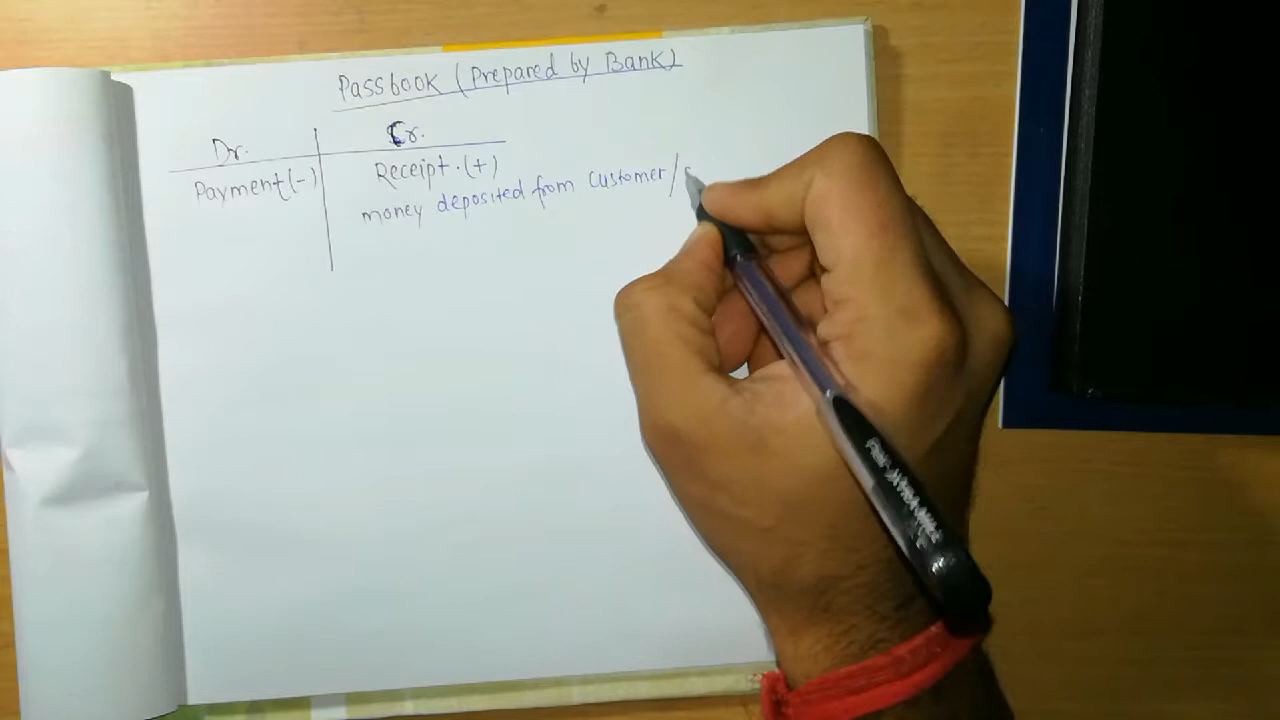 Passbook (Prepared by Bank)
Dr. Cr.
Payment (-) Receipt. (+)
money deposited from customer/